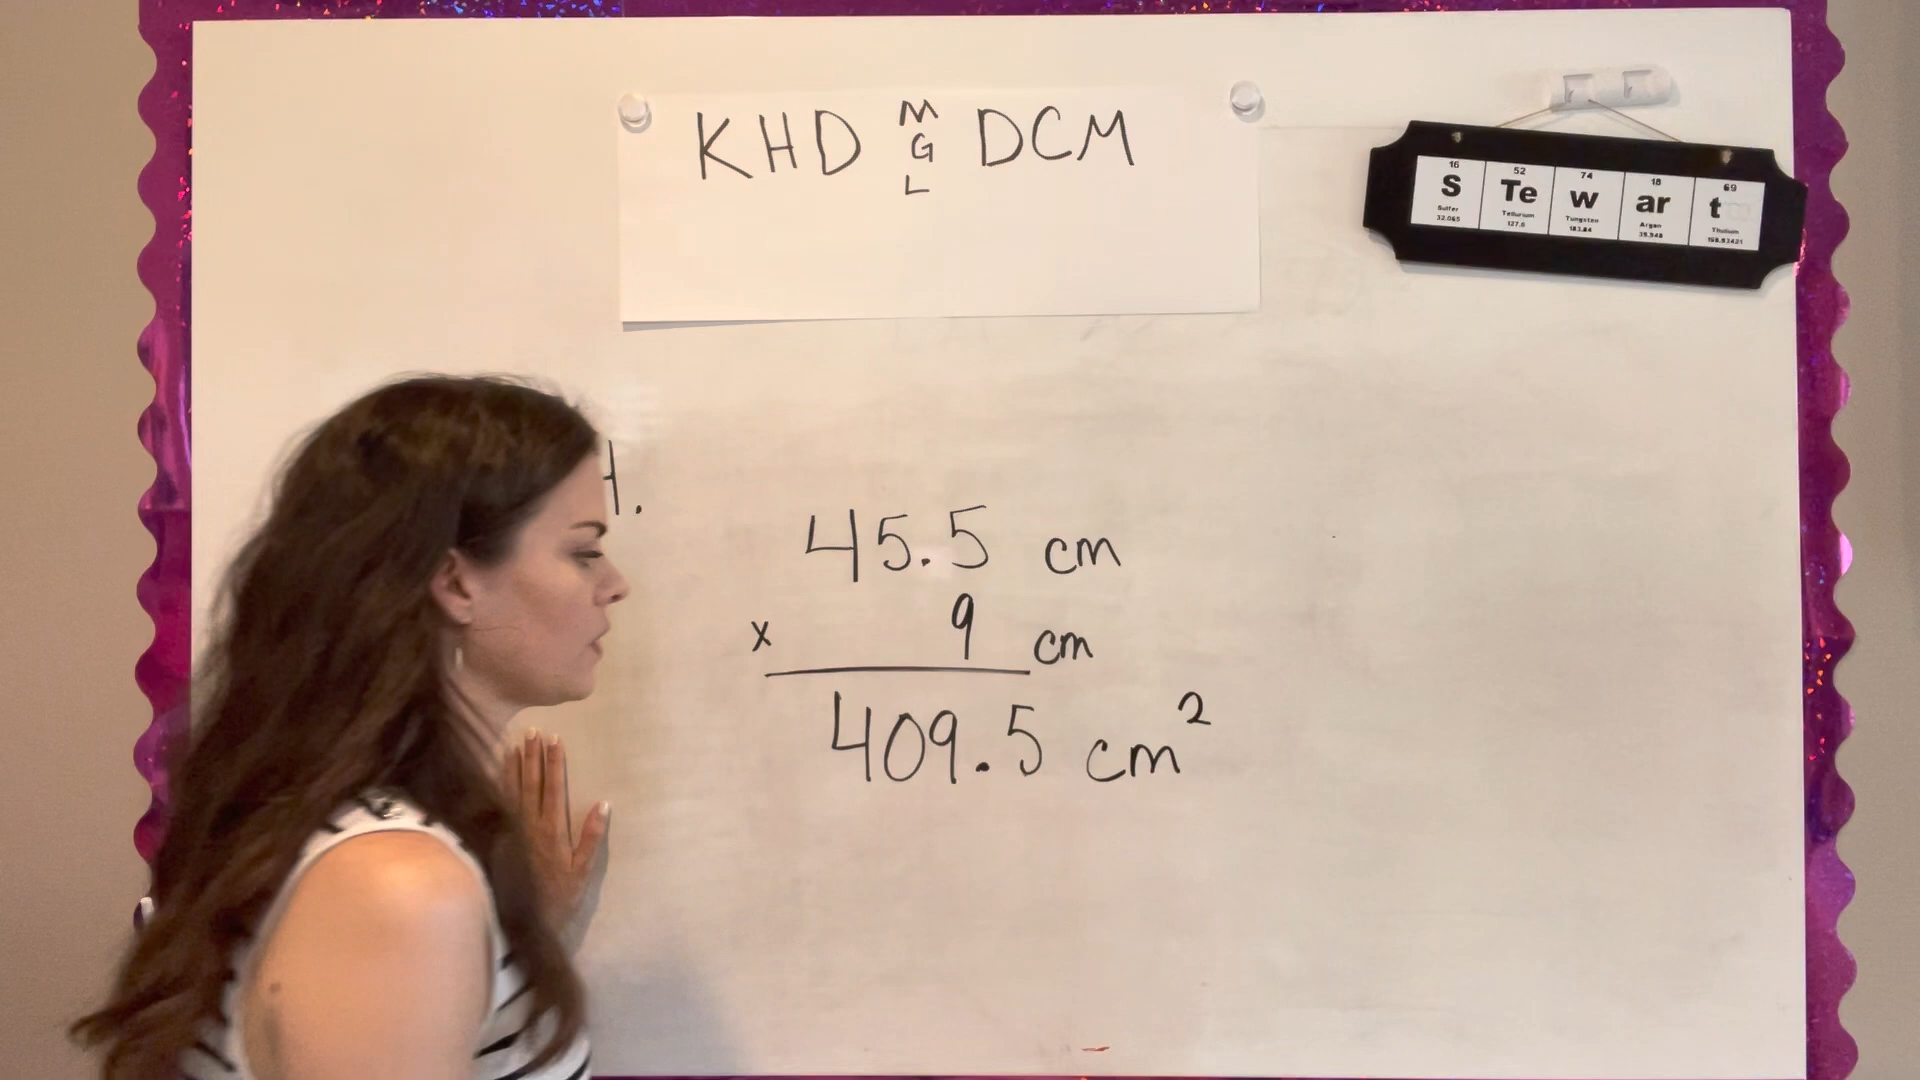 KHD M DCM
G
L
16 52 74 18 69
S Te W ar t
Sulfer Tellurium Tungsten Argon Thulium
32.065 127.6 183.84 39.948 168.93421
4.
45.5 cm
x 9 cm
409.5 cm²